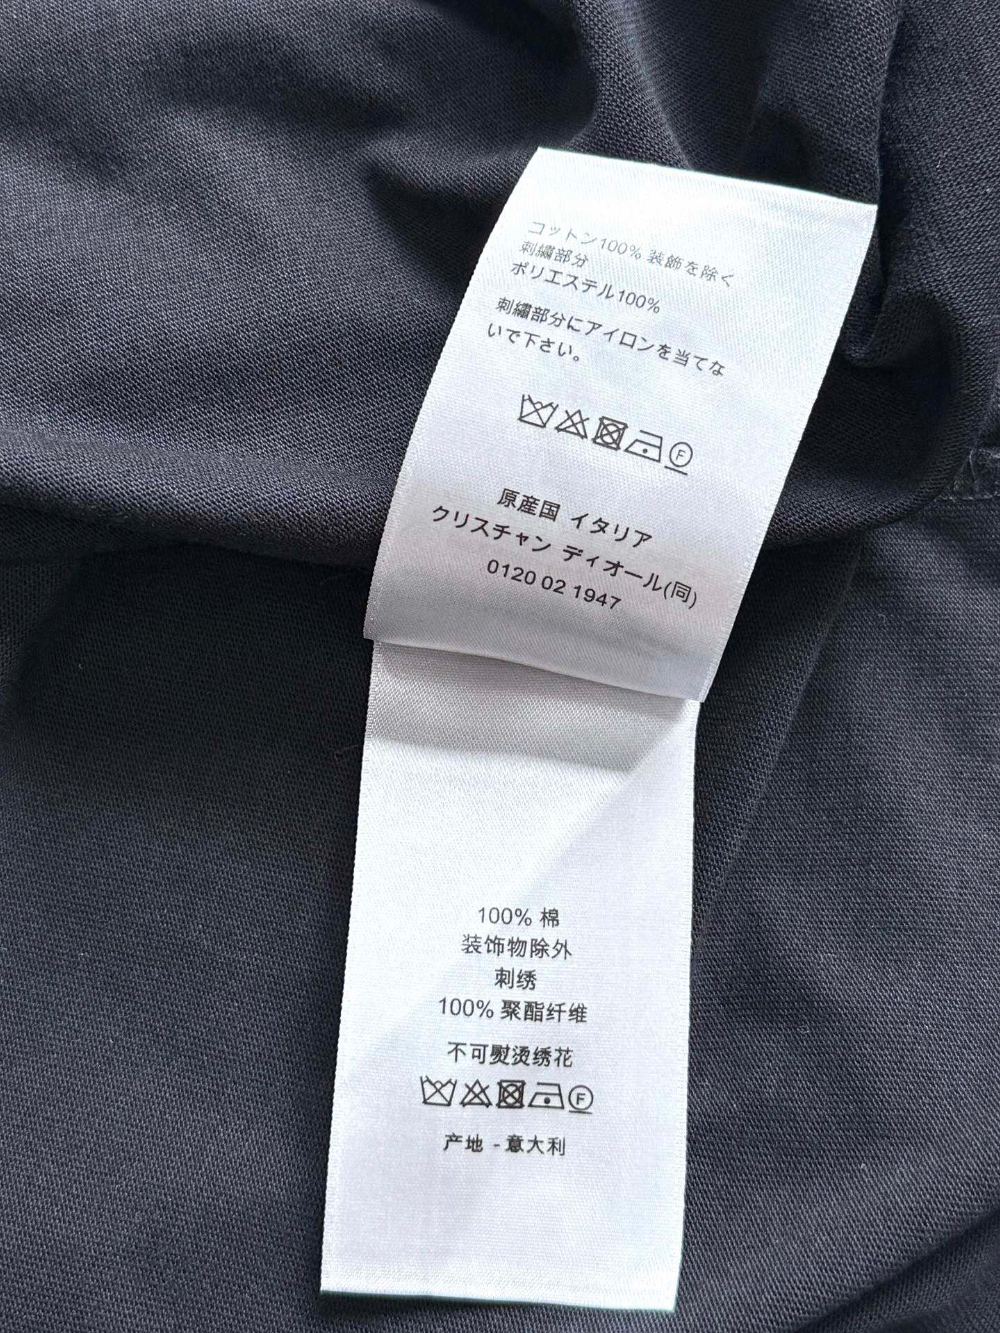 コットン100% 装飾を除く
刺繍部分
ポリエステル100%
刺繍部分にアイロンを当てな
いで下さい。
F
原産国 イタリア
クリスチャン ディオール(同)
0120 02 1947
100% 棉
装饰物除外
刺绣
100% 聚酯纤维
不可熨烫绣花
F
产地 - 意大利